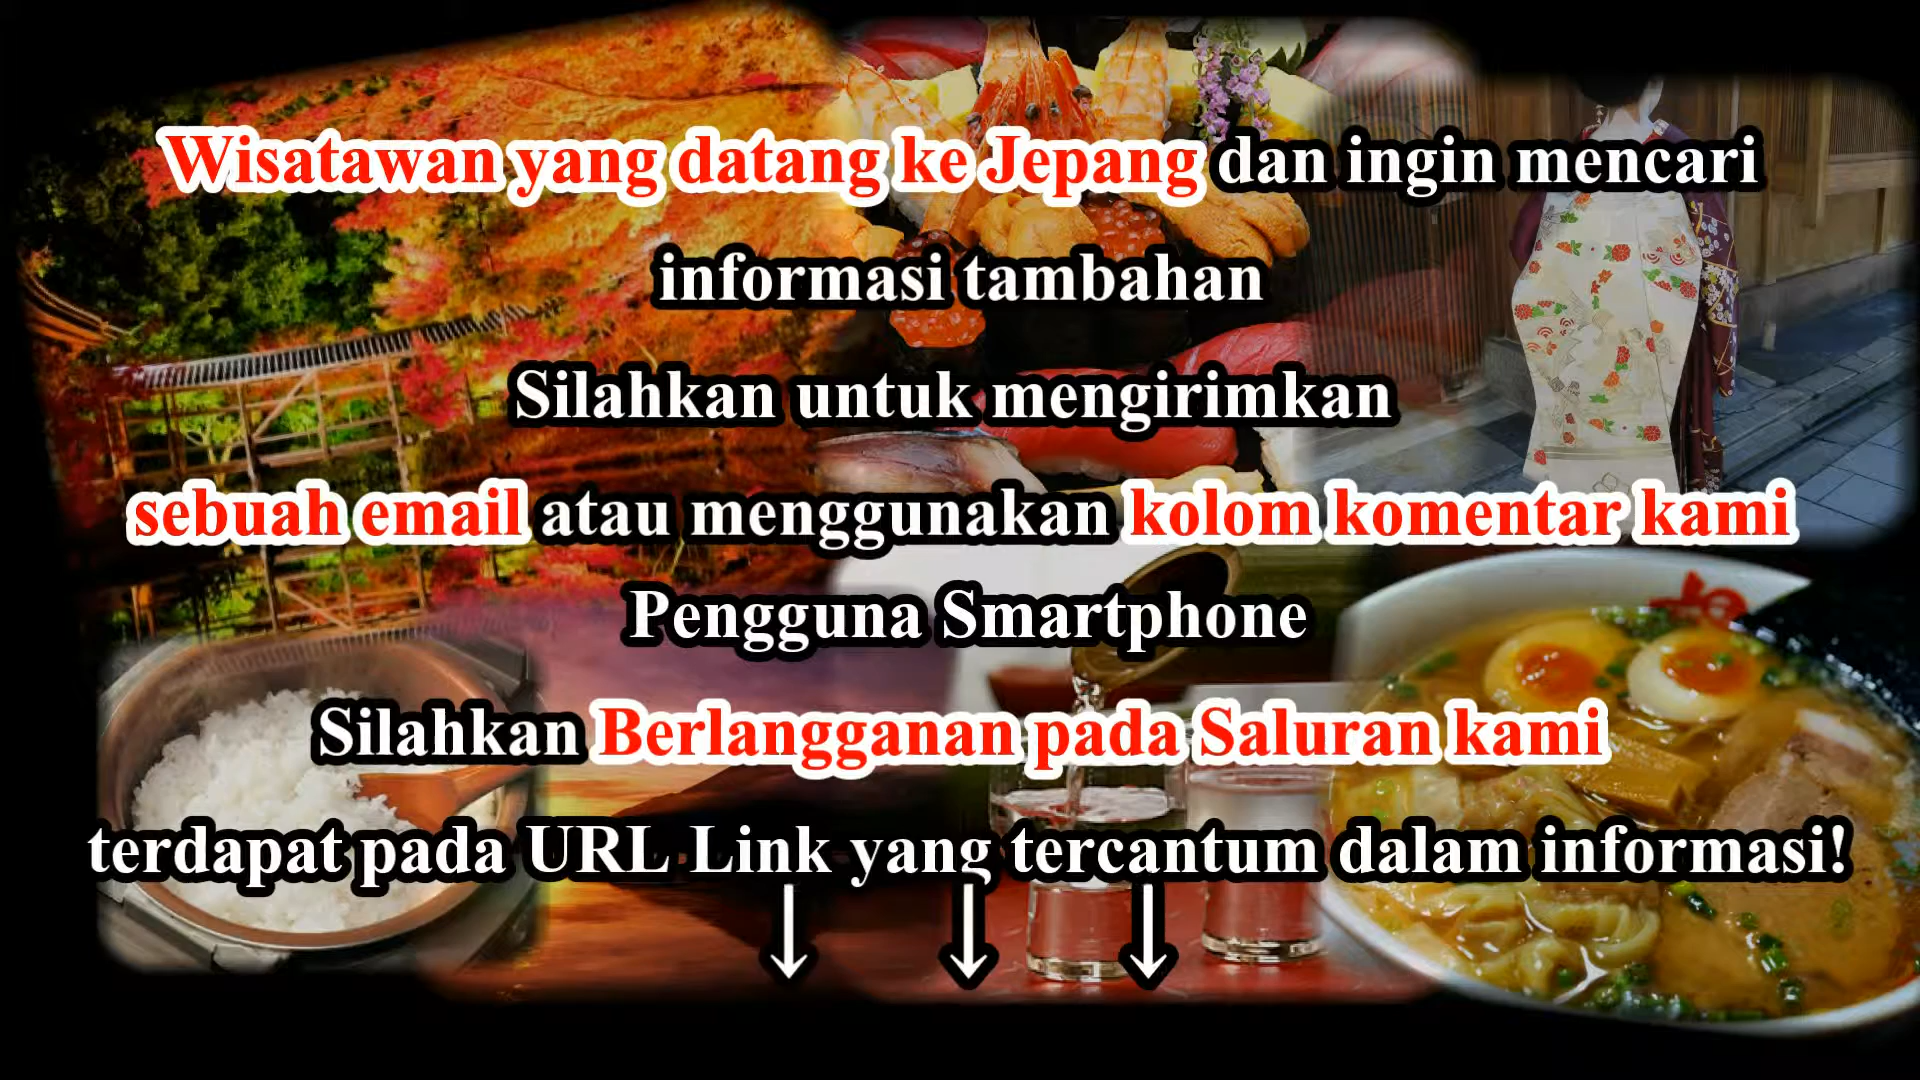 Wisatawan yang datang ke Jepang dan ingin mencari
informasi tambahan
Silahkan untuk mengirimkan
sebuah email atau menggunakan kolom komentar kami
Pengguna Smartphone
Silahkan Berlangganan pada Saluran kami
terdapat pada URL Link yang tercantum dalam informasi!
↓ ↓ ↓